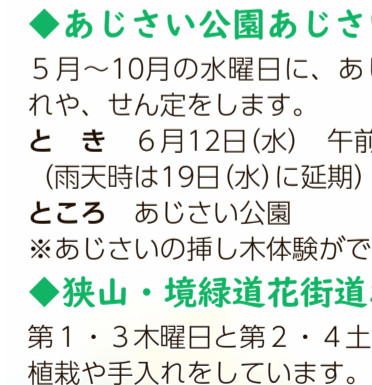 ◆あじさい公園あじさ
５月～10月の水曜日に、あ
れや、せん定をします。
と　き　６月12日(水)　午前
（雨天時は19日(水)に延期）
ところ　あじさい公園
※あじさいの挿し木体験がで
◆狭山・境緑道花街道
第１・３木曜日と第２・４土
植栽や手入れをしています。